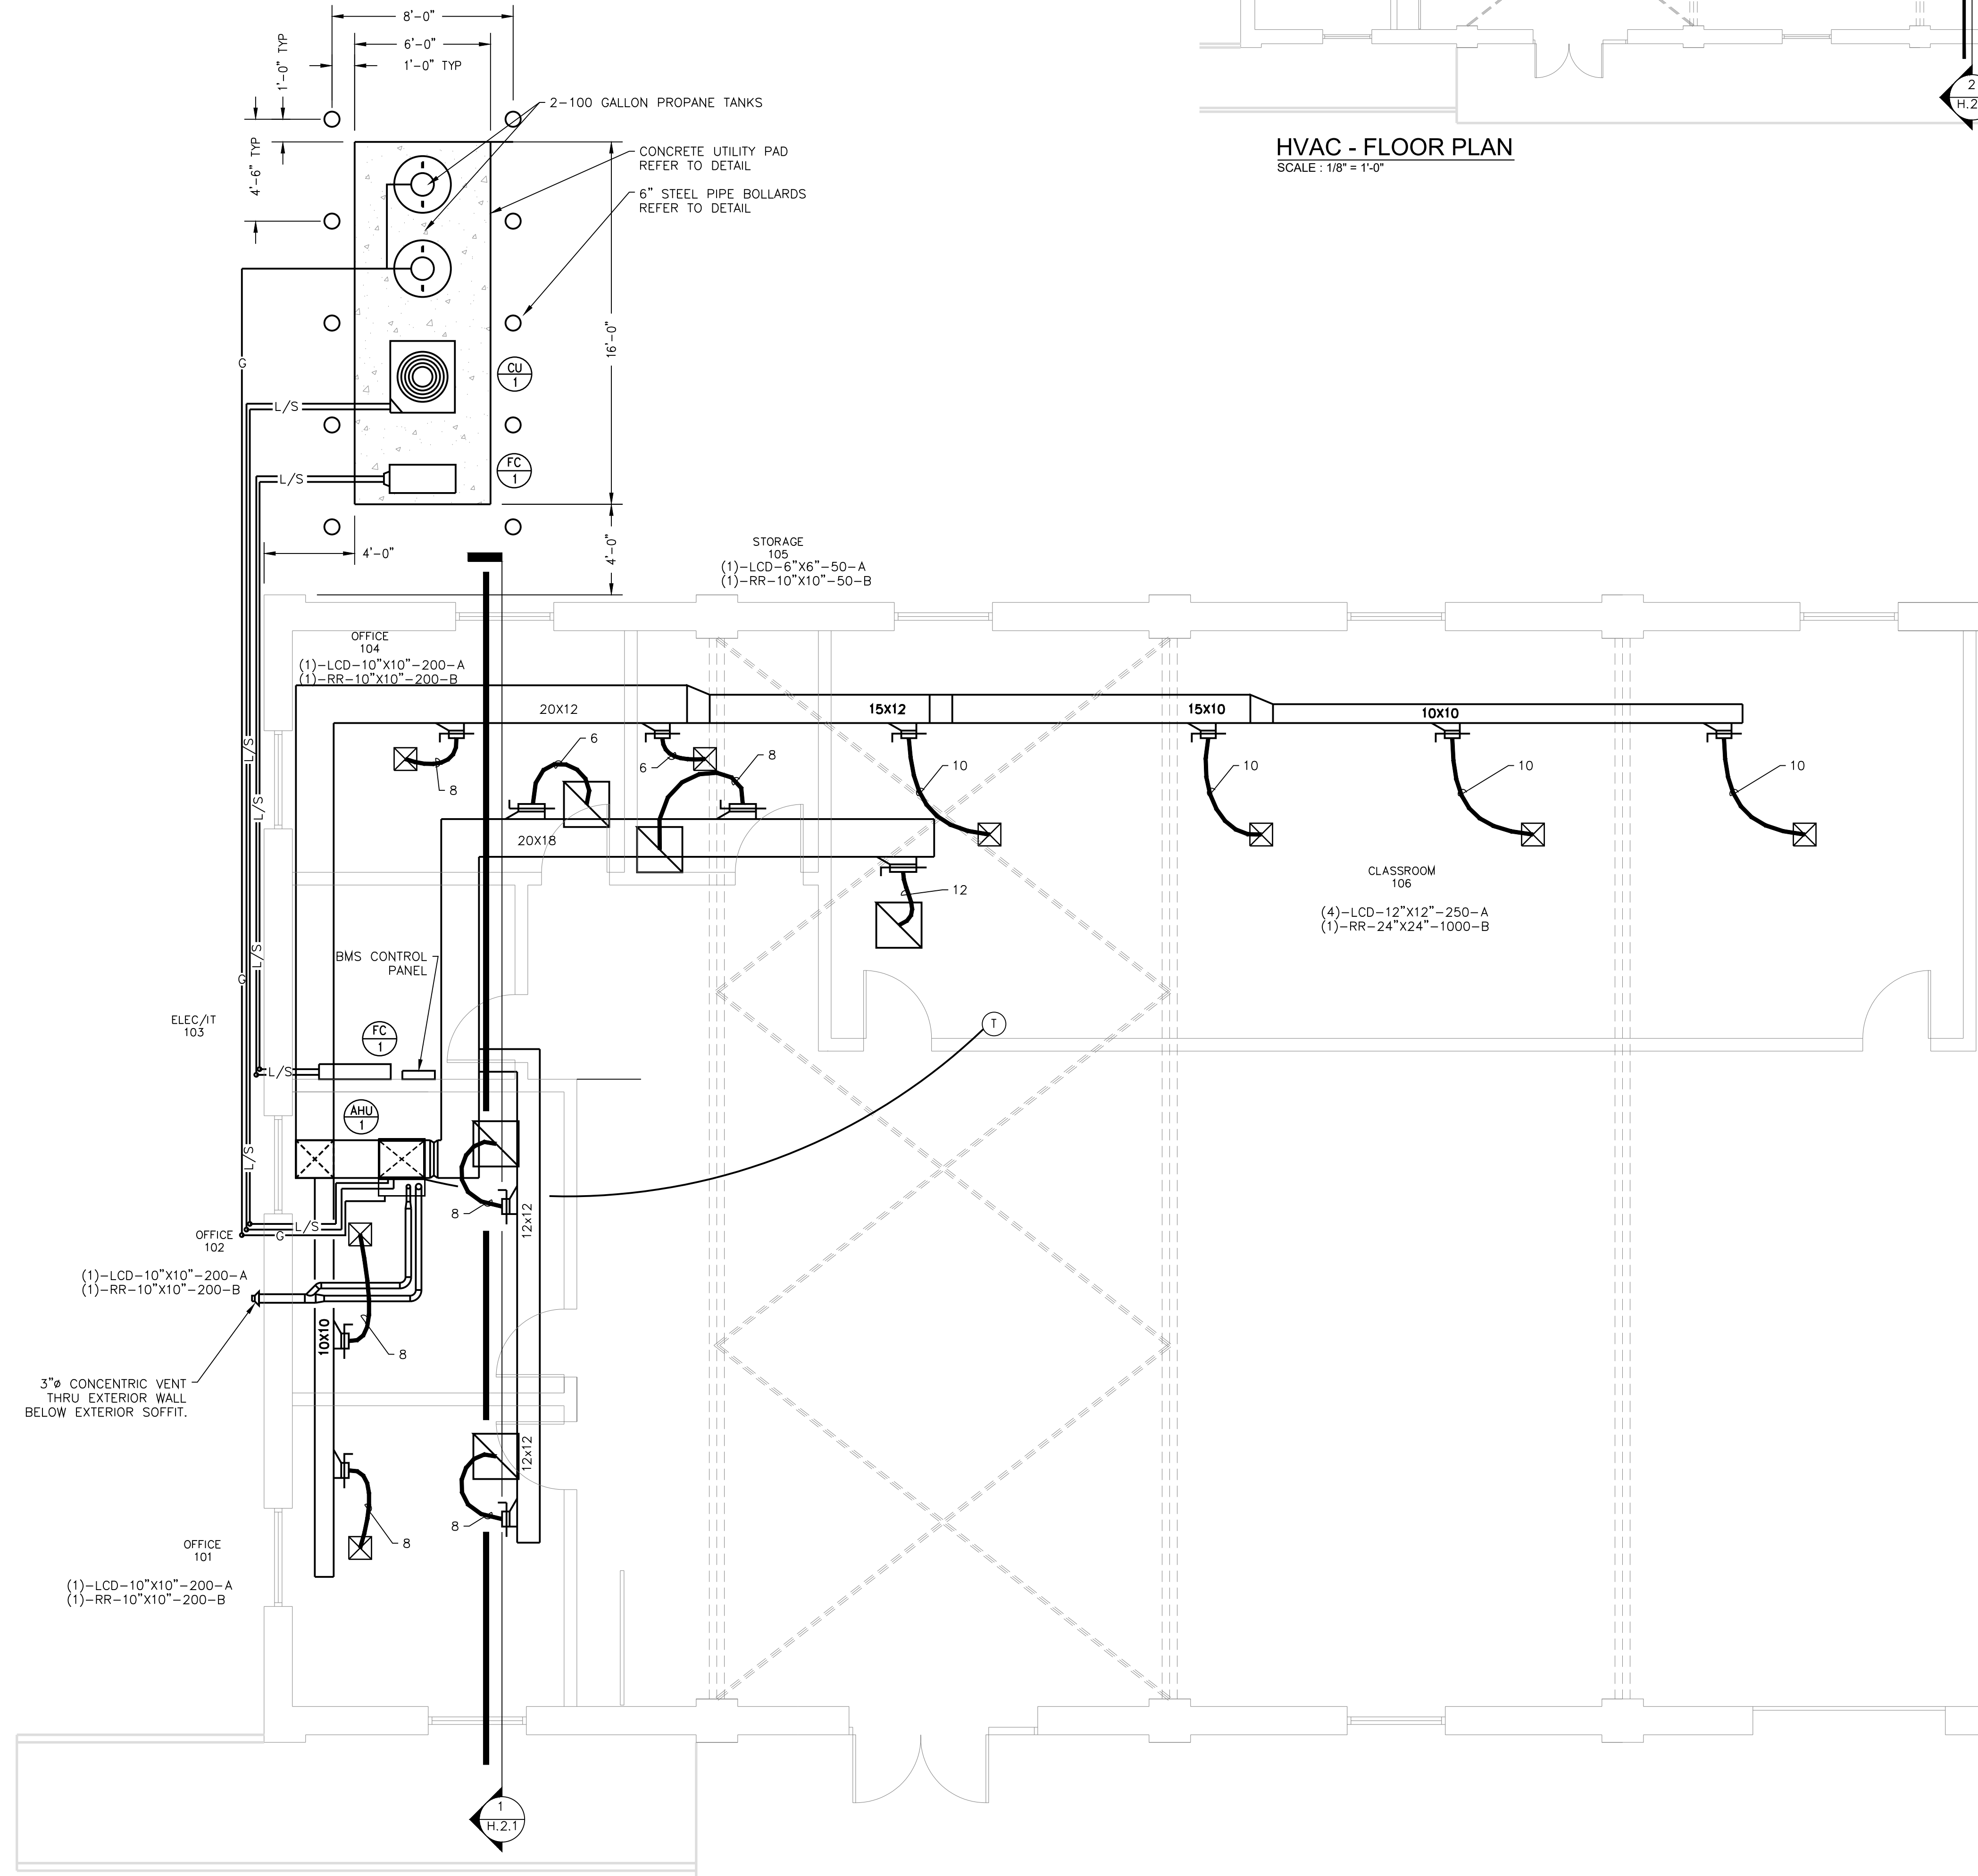 8'-0"
6'-0"
1'-0" TYP
1'-0" TYP
4'-6" TYP
2-100 GALLON PROPANE TANKS
CONCRETE UTILITY PAD
REFER TO DETAIL
6" STEEL PIPE BOLLARDS
REFER TO DETAIL
2
HVAC - FLOOR PLAN
SCALE : 1/8" = 1'-0"
16'-0"
G
CU
1
L/S
FC
1
L/S
4'-0"
4'-0"
STORAGE
105
(1)-LCD-6"X6"-50-A
(1)-RR-10"X10"-50-B
OFFICE
104
(1)-LCD-10"X10"-200-A
(1)-RR-10"X10"-200-B
20X12
15X12
15X10
10X10
L/S
6
8
6
8
10
10
10
10
L/S
20X18
12
CLASSROOM
106
(4)-LCD-12"X12"-250-A
(1)-RR-24"X24"-1000-B
L/S
BMS CONTROL
PANEL
G
ELEC/IT
103
FC
1
T
L/S
AHU
1
L/S
8
12x12
L/S
G
OFFICE
102
(1)-LCD-10"X10"-200-A
(1)-RR-10"X10"-200-B
10X10
8
3"ø CONCENTRIC VENT
THRU EXTERIOR WALL
BELOW EXTERIOR SOFFIT.
12x12
8
8
OFFICE
101
(1)-LCD-10"X10"-200-A
(1)-RR-10"X10"-200-B
1
H.2.1